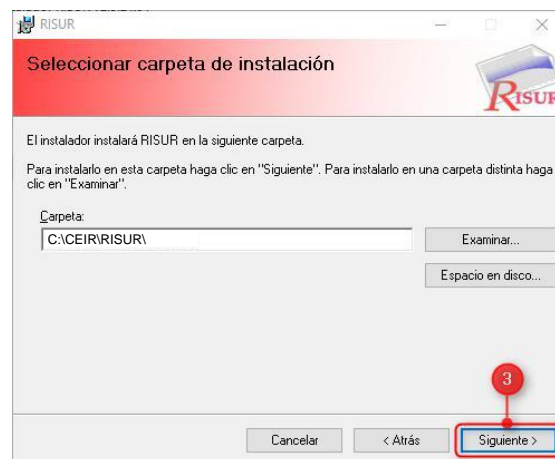 RISUR
Seleccionar carpeta de instalación
RISUR
El instalador instalará RISUR en la siguiente carpeta.
Para instalarlo en esta carpeta haga clic en "Siguiente". Para instalarlo en una carpeta distinta haga
clic en "Examinar".
Carpeta:
C:\CEIR\RISUR\
Examinar...
Espacio en disco...
3
Cancelar
< Atrás
Siguiente >